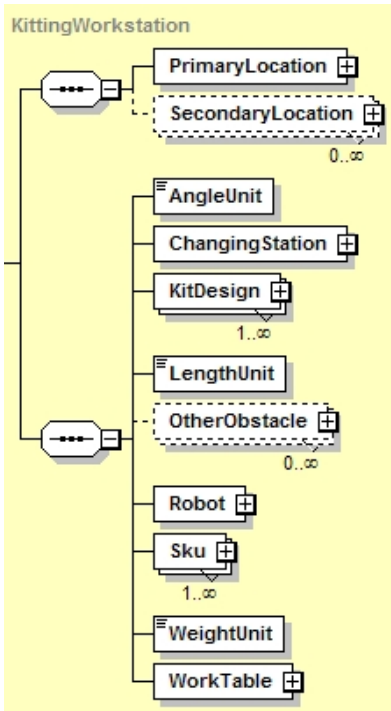 KittingWorkstation
PrimaryLocation
SecondaryLocation
0..∞
AngleUnit
ChangingStation
KitDesign
1..∞
LengthUnit
OtherObstacle
0..∞
Robot
Sku
1..∞
WeightUnit
WorkTable